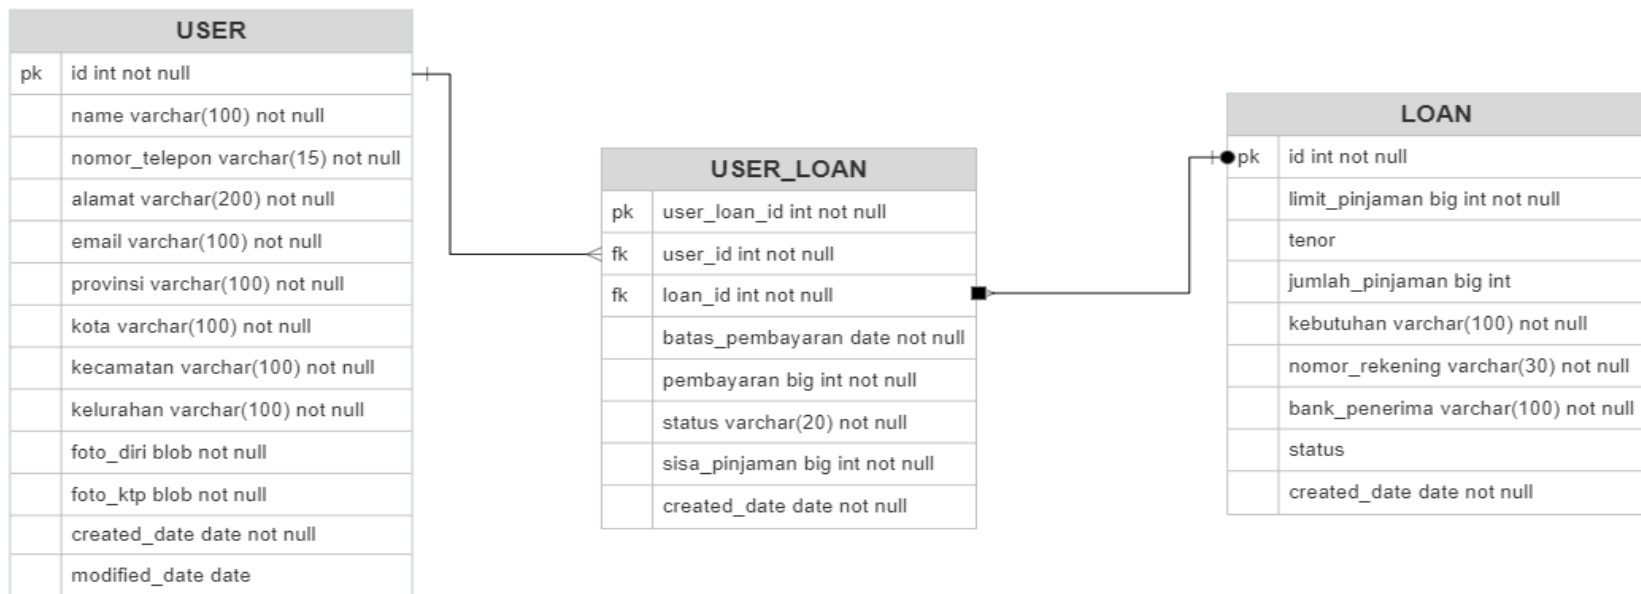 USER
pk id int not null
name varchar(100) not null
nomor_telepon varchar(15) not null
alamat varchar(200) not null
email varchar(100) not null
provinsi varchar(100) not null
kota varchar(100) not null
kecamatan varchar(100) not null
kelurahan varchar(100) not null
foto_diri blob not null
foto_ktp blob not null
created_date date not null
modified_date date
USER_LOAN
pk user_loan_id int not null
fk user_id int not null
fk loan_id int not null
batas_pembayaran date not null
pembayaran big int not null
status varchar(20) not null
sisa_pinjaman big int not null
created_date date not null
LOAN
pk id int not null
limit_pinjaman big int not null
tenor
jumlah_pinjaman big int
kebutuhan varchar(100) not null
nomor_rekening varchar(30) not null
bank_penerima varchar(100) not null
status
created_date date not null